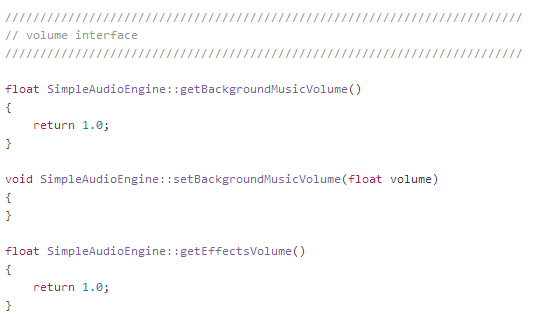 //////////////////////////////////////////////////////////////////////////
// volume interface
//////////////////////////////////////////////////////////////////////////
float SimpleAudioEngine::getBackgroundMusicVolume()
{
    return 1.0;
}
void SimpleAudioEngine::setBackgroundMusicVolume(float volume)
{
}
float SimpleAudioEngine::getEffectsVolume()
{
    return 1.0;
}